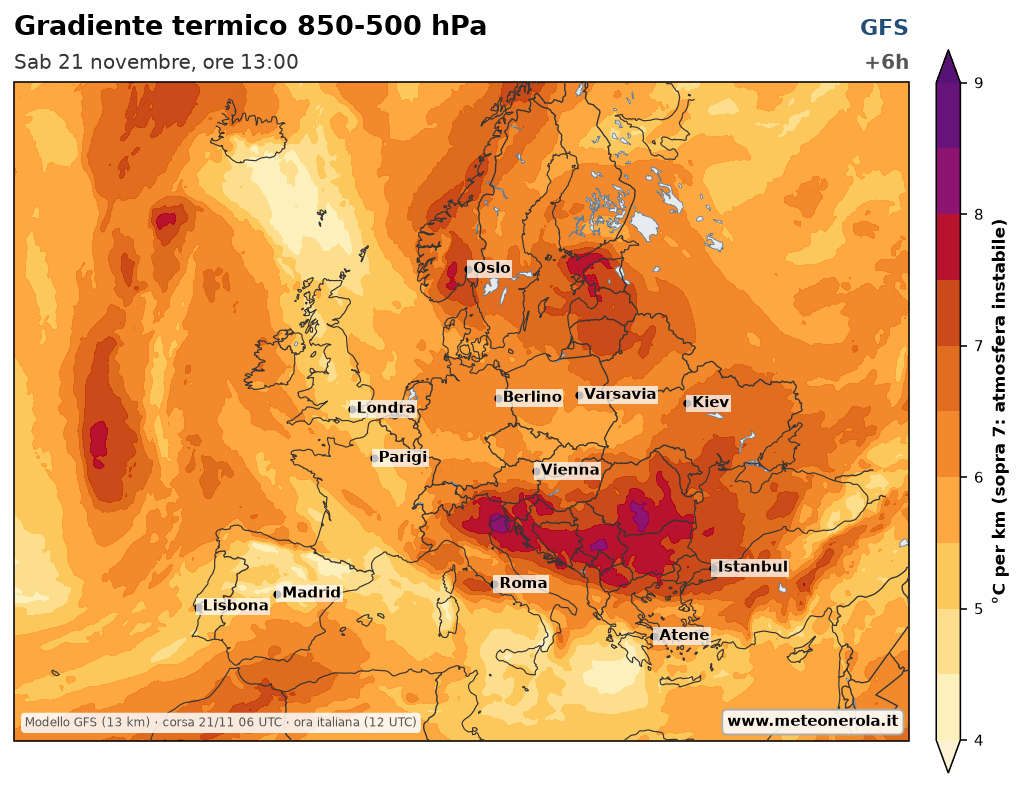 Gradiente termico 850-500 hPa
GFS
Sab 21 novembre, ore 13:00
+6h
9
8
7
6
5
4
°C per km (sopra 7: atmosfera instabile)
Oslo
Berlino
Varsavia
Kiev
Londra
Parigi
Vienna
Istanbul
Roma
Madrid
Lisbona
Atene
Modello GFS (13 km) · corsa 21/11 06 UTC · ora italiana (12 UTC)
www.meteonerola.it